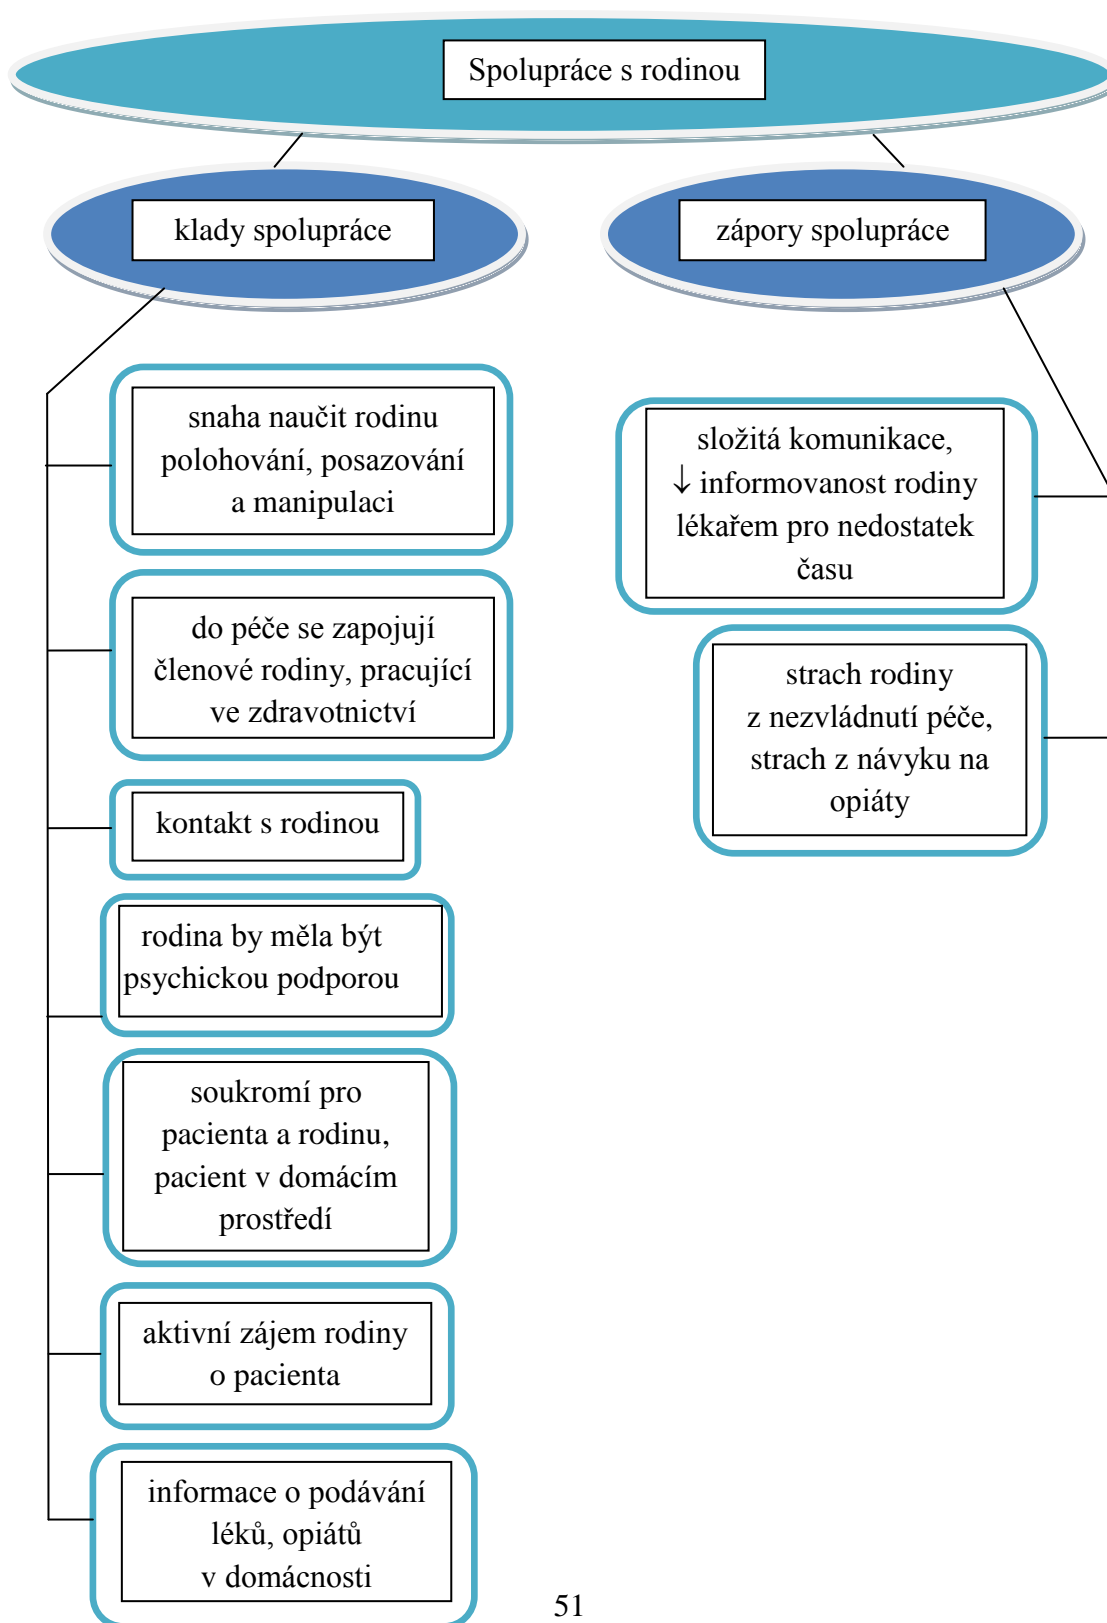 Spolupráce s rodinou
klady spolupráce
zápory spolupráce
snaha naučit rodinu
polohování, posazování
a manipulaci
do péče se zapojují
členové rodiny, pracující
ve zdravotnictví
kontakt s rodinou
rodina by měla být
psychickou podporou
soukromí pro
pacienta a rodinu,
pacient v domácím
prostředí
aktivní zájem rodiny
o pacienta
informace o podávání
léků, opiátů
v domácnosti
složitá komunikace,
↓ informovanost rodiny
lékařem pro nedostatek
času
strach rodiny
z nezvládnutí péče,
strach z návyku na
opiáty
51